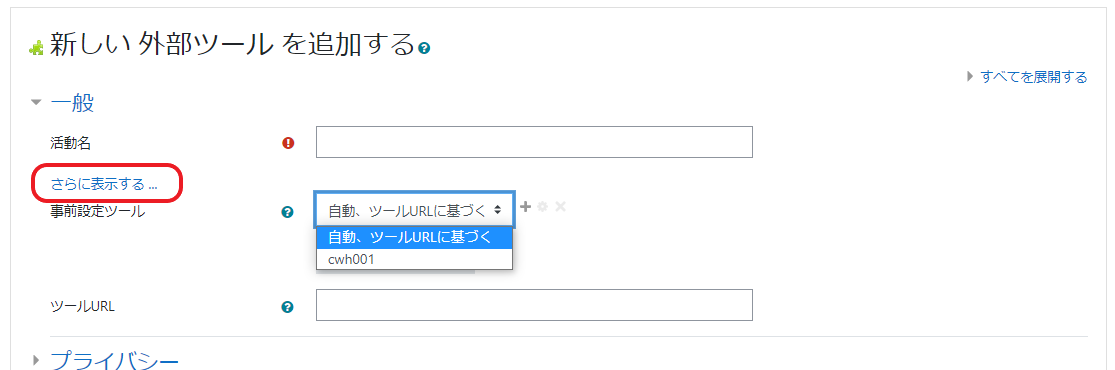 新しい 外部ツール を追加する
すべてを展開する
一般
活動名
さらに表示する ...
事前設定ツール
自動、ツールURLに基づく
自動、ツールURLに基づく
cwh001
ツールURL
プライバシー